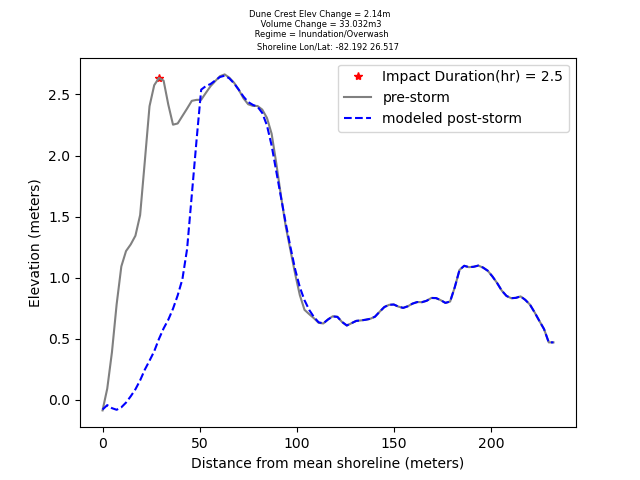 Dune Crest Elev Change = 2.14m
Volume Change = 33.032m3
Regime = Inundation/Overwash
Shoreline Lon/Lat: -82.192 26.517
Impact Duration(hr) = 2.5
pre-storm
modeled post-storm
Elevation (meters)
2.5
2.0
1.5
1.0
0.5
0.0
0 50 100 150 200
Distance from mean shoreline (meters)